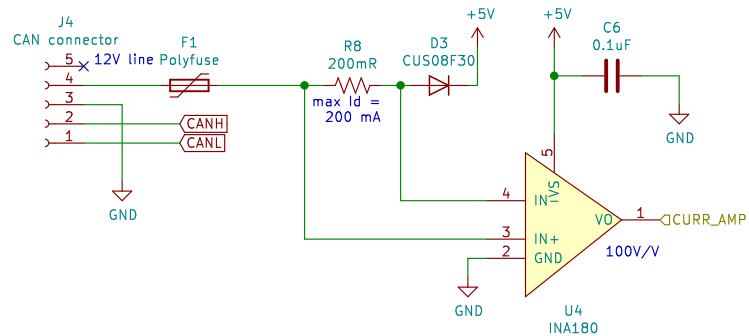 J4
CAN connector
5
12V line
4
3
2
CANH
1
CANL
GND
F1
Polyfuse
R8
200mR
max Id =
200 mA
D3
CUS08F30
+5V
+5V
C6
0.1uF
GND
5
VS
4
IN-
3
IN+
2
GND
GND
VO
1
CURR_AMP
100V/V
U4
INA180